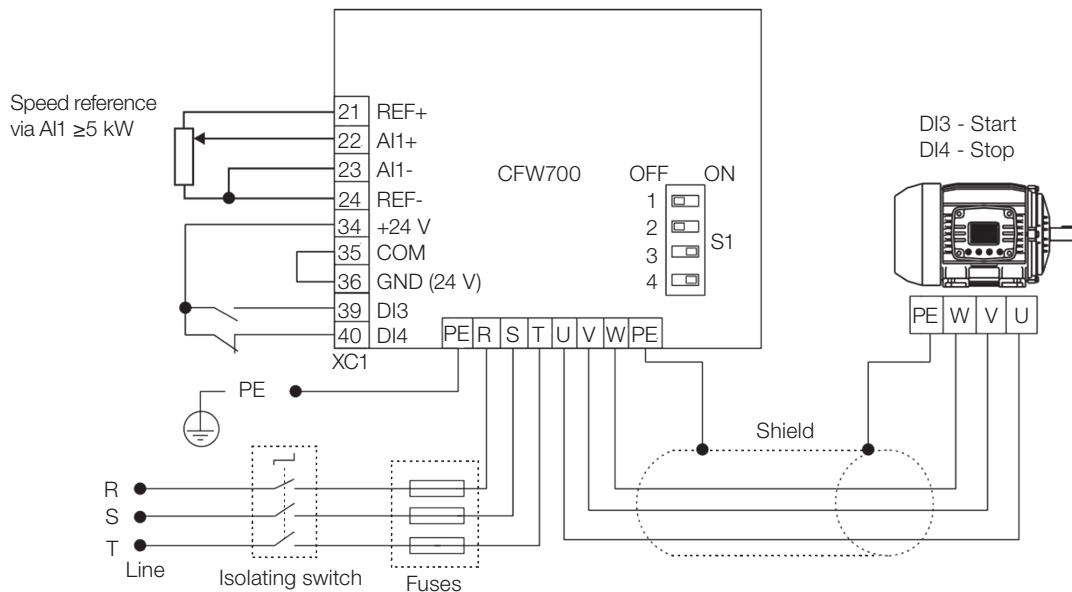 Speed reference
via AI1 ≥5 kW
21 REF+
22 AI1+
23 AI1-
24 REF-
34 +24 V
35 COM
36 GND (24 V)
39 DI3
40 DI4
XC1
CFW700
OFF ON
1
2
3
4
S1
DI3 - Start
DI4 - Stop
PE R S T U V W PE
PE W V U
PE
Shield
R
S
T
Line
Isolating switch
Fuses